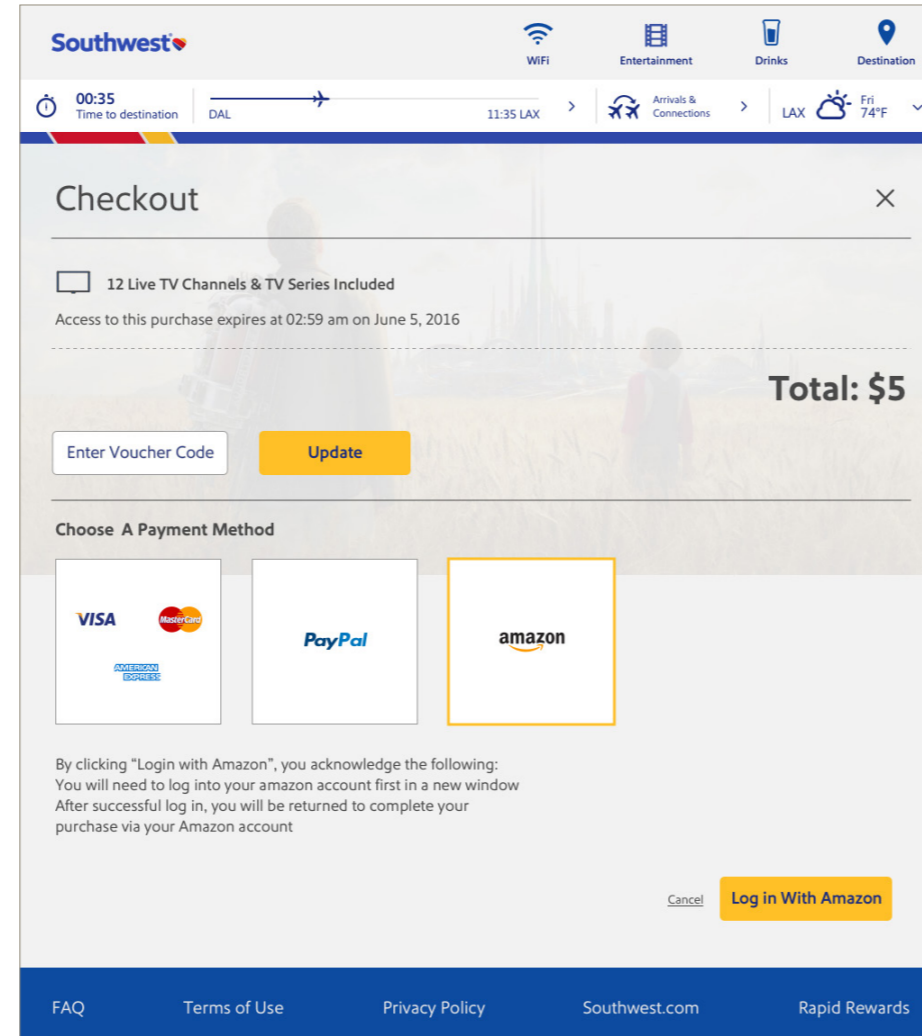 Southwest
WiFi
Entertainment
Drinks
Destination
00:35
Time to destination
DAL
11:35 LAX
Arrivals &
Connections
LAX
Fri
74°F
Checkout
12 Live TV Channels & TV Series Included
Access to this purchase expires at 02:59 am on June 5, 2016
Total: $5
Enter Voucher Code
Update
Choose A Payment Method
VISA
MasterCard
AMERICAN
EXPRESS
PayPal
amazon
By clicking “Login with Amazon”, you acknowledge the following:
You will need to log into your amazon account first in a new window
After successful log in, you will be returned to complete your
purchase via your Amazon account
Cancel
Log in With Amazon
FAQ
Terms of Use
Privacy Policy
Southwest.com
Rapid Rewards